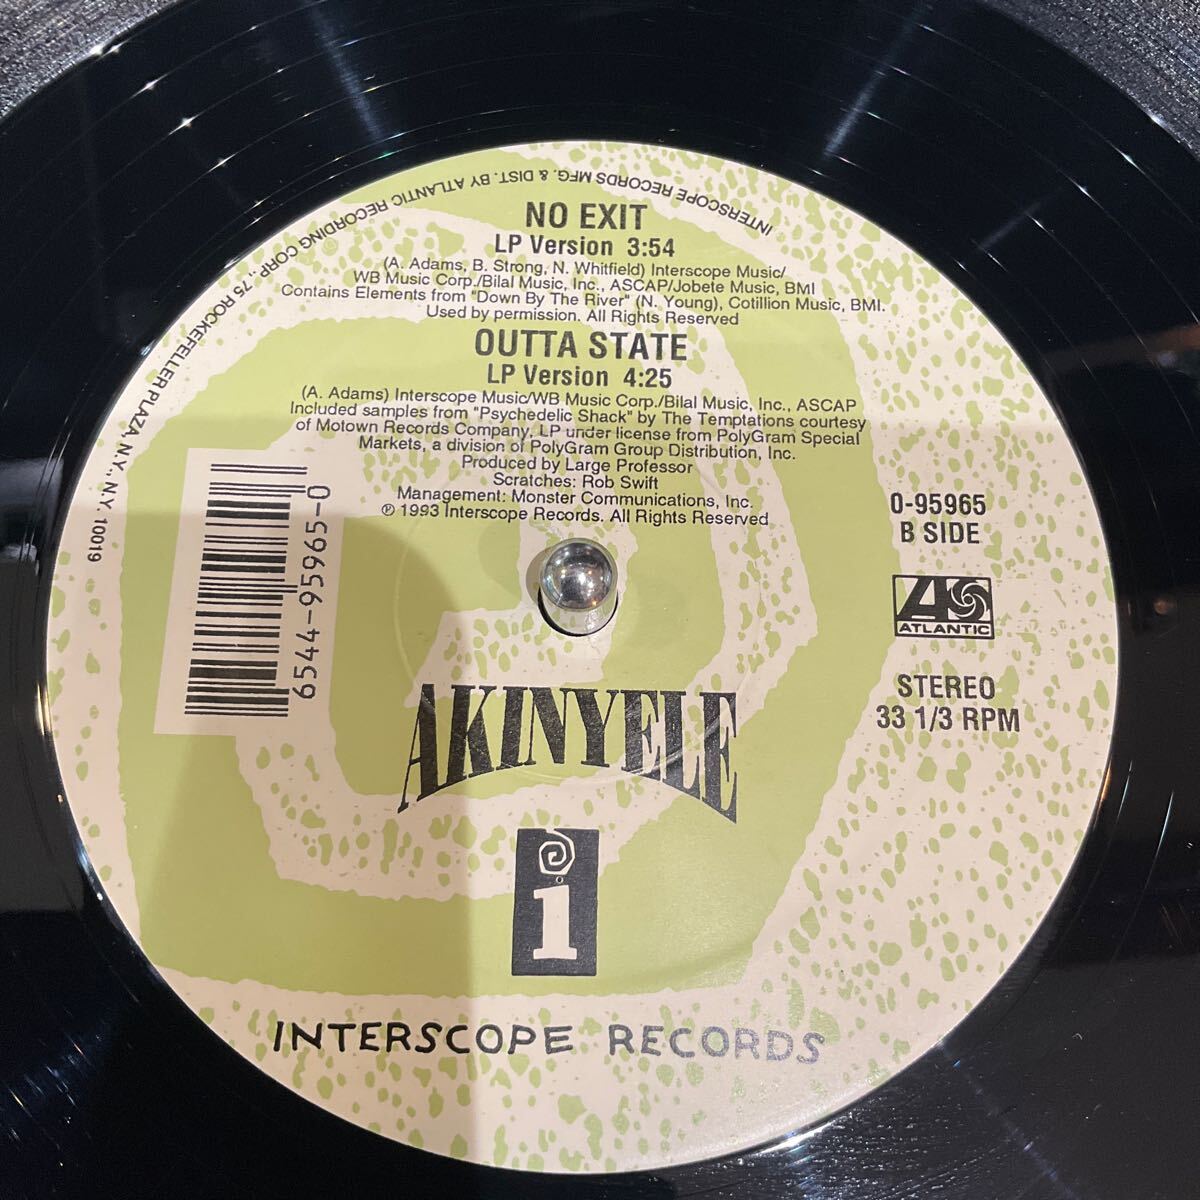 INTERSCOPE RECORDS MFG. & DIST. BY ATLANTIC RECORDING CORP., 75 ROCKEFELLER PLAZA, N.Y., N.Y. 10019
NO EXIT
LP Version 3:54
(A. Adams, B. Strong, N. Whitfield) Interscope Music/
WB Music Corp./Bilal Music, Inc., ASCAP/Jobete Music, BMI
Contains Elements from "Down By The River" (N. Young), Cotillion Music, BMI.
Used by permission. All Rights Reserved
OUTTA STATE
LP Version 4:25
(A. Adams) Interscope Music/WB Music Corp./Bilal Music, Inc., ASCAP
Included samples from "Psychedelic Shack" by The Temptations courtesy
of Motown Records Company, LP under license from PolyGram Special
Markets, a division of PolyGram Group Distribution, Inc.
Produced by Large Professor
Scratches: Rob Swift
Management: Monster Communications, Inc.
℗ 1993 Interscope Records. All Rights Reserved
6544-95965-0
0-95965
B SIDE
ATLANTIC
STEREO
33 1/3 RPM
AKINYELE
i
INTERSCOPE RECORDS